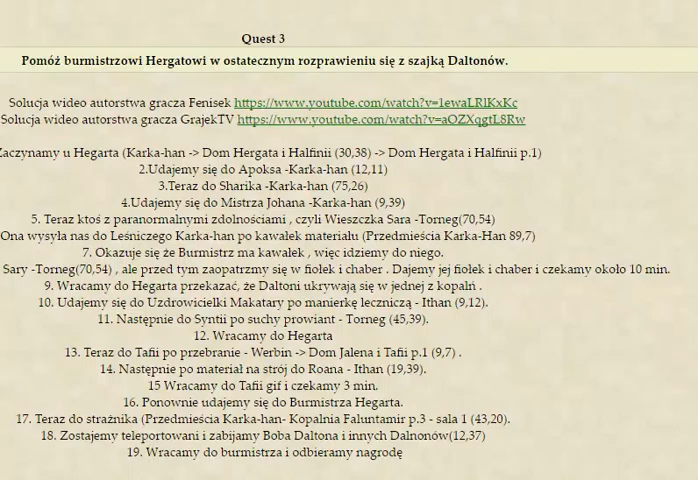 Quest 3
Pomóż burmistrzowi Hergatowi w ostatecznym rozprawieniu się z szajką Daltonów.
Solucja wideo autorstwa gracza Fenisek https://www.youtube.com/watch?v=1ewaLRlKxKc
Solucja wideo autorstwa gracza GrajekTV https://www.youtube.com/watch?v=aOZXqgtL8Rw
Zaczynamy u Hegarta (Karka-han -> Dom Hergata i Halfinii (30,38) -> Dom Hergata i Halfinii p.1)
2.Udajemy się do Apoksa -Karka-han (12,11)
3.Teraz do Sharika -Karka-han (75,26)
4.Udajemy się do Mistrza Johana -Karka-han (9,39)
5. Teraz ktoś z paranormalnymi zdolnościami , czyli Wieszczka Sara -Torneg(70,54)
Ona wysyła nas do Leśniczego Karka-han po kawałek materiału (Przedmieścia Karka-Han 89,7)
7. Okazuje się że Burmistrz ma kawałek , więc idziemy do niego.
Sary -Torneg(70,54) , ale przed tym zaopatrzmy się w fiołek i chaber . Dajemy jej fiołek i chaber i czekamy około 10 min.
9. Wracamy do Hegarta przekazać, że Daltoni ukrywają się w jednej z kopalń .
10. Udajemy się do Uzdrowicielki Makatary po manierkę leczniczą - Ithan (9,12).
11. Następnie do Syntii po suchy prowiant - Torneg (45,39).
12. Wracamy do Hegarta
13. Teraz do Tafii po przebranie - Werbin -> Dom Jalena i Tafii p.1 (9,7) .
14. Następnie po materiał na strój do Roana - Ithan (19,39).
15 Wracamy do Tafii gif i czekamy 3 min.
16. Ponownie udajemy się do Burmistrza Hegarta.
17. Teraz do strażnika (Przedmieścia Karka-han- Kopalnia Faluntamir p.3 - sala 1 (43,20).
18. Zostajemy teleportowani i zabijamy Boba Daltona i innych Dalnonów(12,37)
19. Wracamy do burmistrza i odbieramy nagrodę